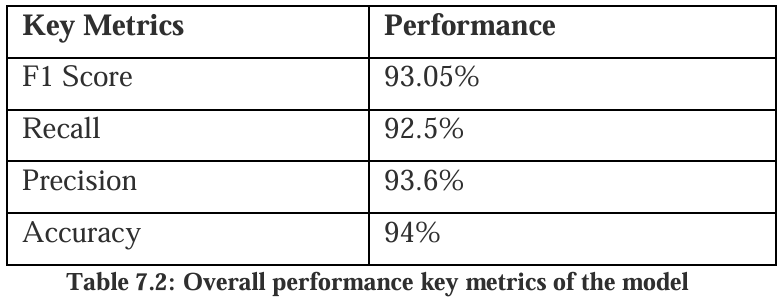 Key Metrics Performance
F1 Score 93.05%
Recall 92.5%
Precision 93.6%
Accuracy 94%
Table 7.2: Overall performance key metrics of the model